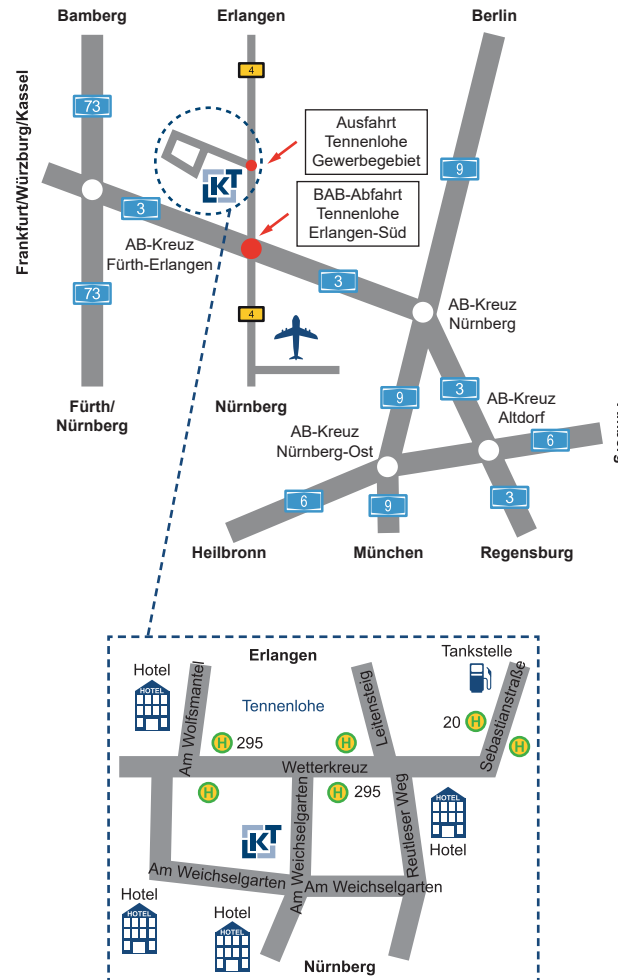 Bamberg
Erlangen
Berlin
Frankfurt/Würzburg/Kassel
4
73
Ausfahrt
Tennenlohe
Gewerbegebiet
9
LKT
BAB-Abfahrt
Tennenlohe
Erlangen-Süd
3
AB-Kreuz
Fürth-Erlangen
3
73
4
AB-Kreuz
Nürnberg
Fürth/
Nürnberg
Nürnberg
9
3
AB-Kreuz
Altdorf
AB-Kreuz
Nürnberg-Ost
6
6
9
3
Heilbronn
München
Regensburg
Erlangen
Tankstelle
Hotel
HOTEL
Am Wolfsmantel
Tennenlohe
Leitensteig
Sebastianstraße
20 H
H 295
H
H
Wetterkreuz
H
H 295
Am Weichselgarten
Reutleser Weg
HOTEL
Hotel
LKT
Am Weichselgarten
Am Weichselgarten
Hotel
HOTEL
Hotel
HOTEL
Nürnberg